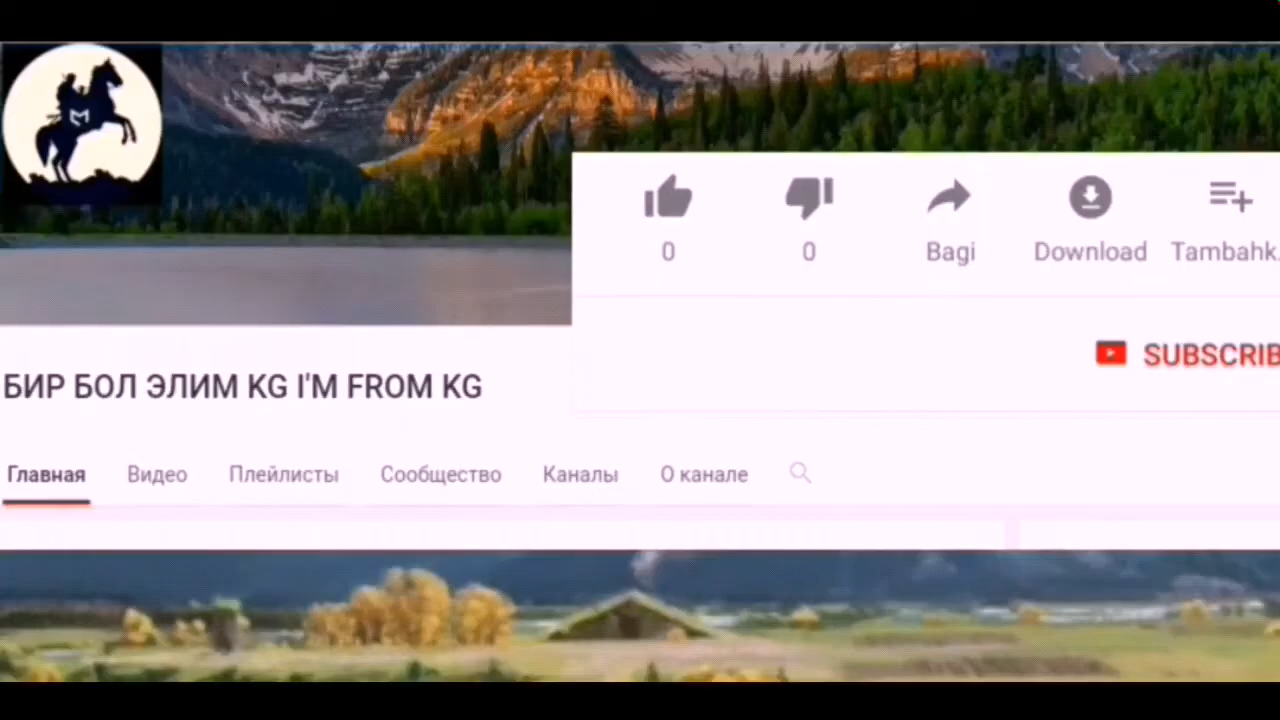 0 0 Bagi Download Tambahk
SUBSCRIB
БИР БОЛ ЭЛИМ KG I'M FROM KG
Главная Видео Плейлисты Сообщество Каналы О канале